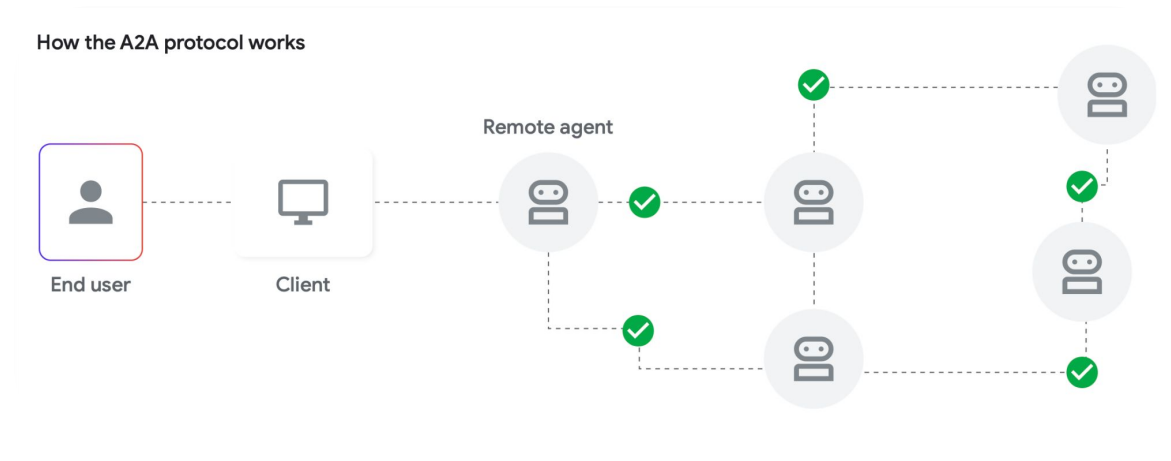 How the A2A protocol works
Remote agent
End user
Client